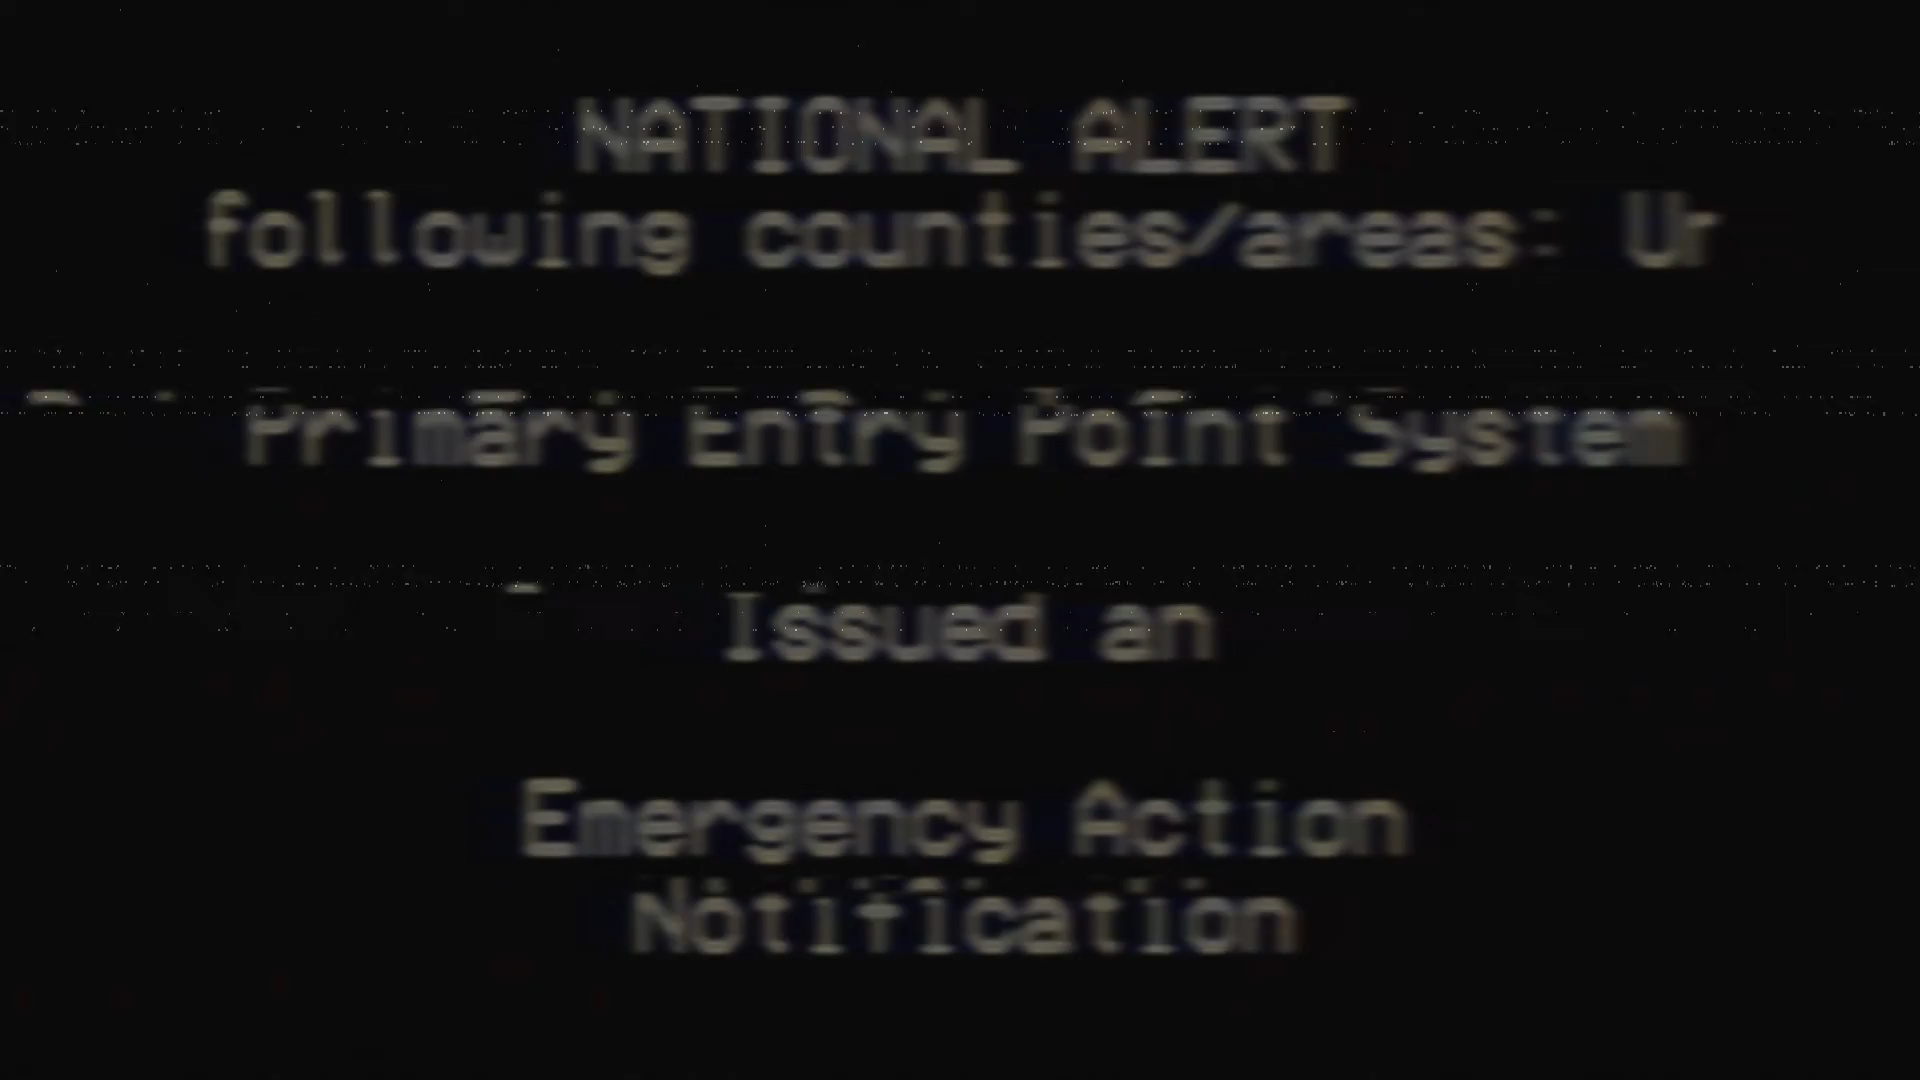 NATIONAL ALERT
following counties/areas: Ur
Primary Entry Point System
Issued an
Emergency Action
Notification